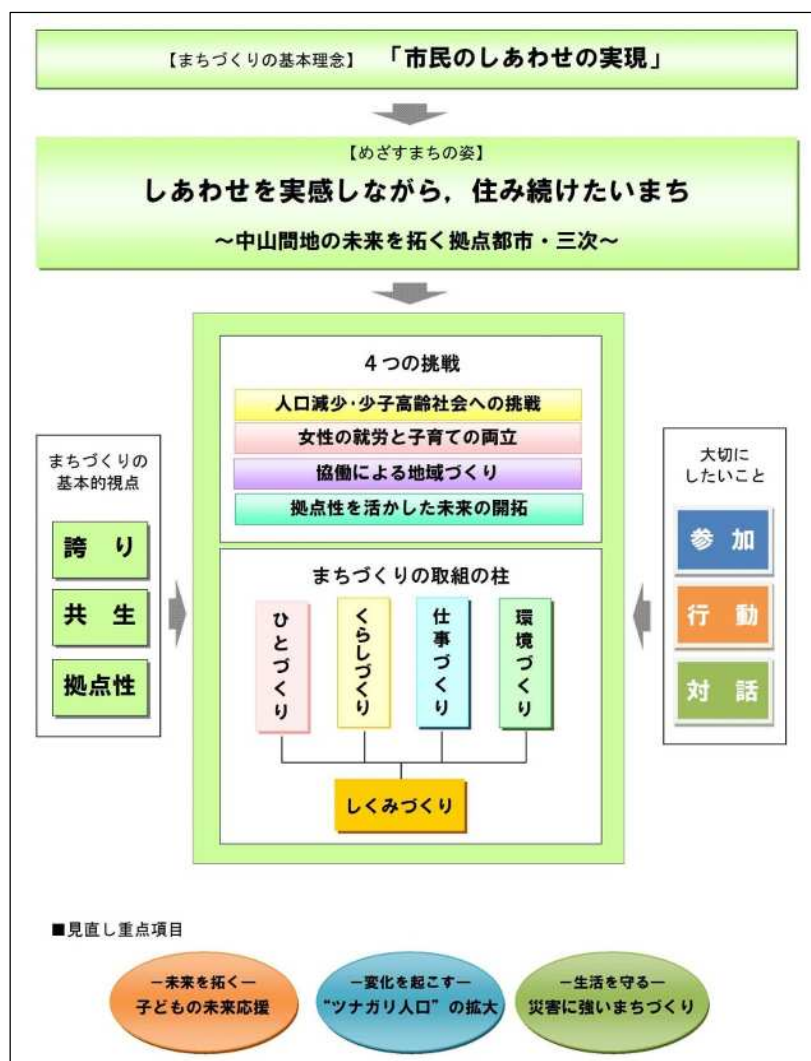 【まちづくりの基本理念】 「市民のしあわせの実現」
【めざすまちの姿】
しあわせを実感しながら，住み続けたいまち
～中山間地の未来を拓く拠点都市・三次～
4つの挑戦
人口減少･少子高齢社会への挑戦
女性の就労と子育ての両立
協働による地域づくり
拠点性を活かした未来の開拓
まちづくりの
基本的視点
誇り
共生
拠点性
まちづくりの取組の柱
ひとづくり
くらしづくり
仕事づくり
環境づくり
しくみづくり
大切に
したいこと
参加
行動
対話
■見直し重点項目
－未来を拓く－
子どもの未来応援
－変化を起こす－
“ツナガリ人口”の拡大
－生活を守る－
災害に強いまちづくり